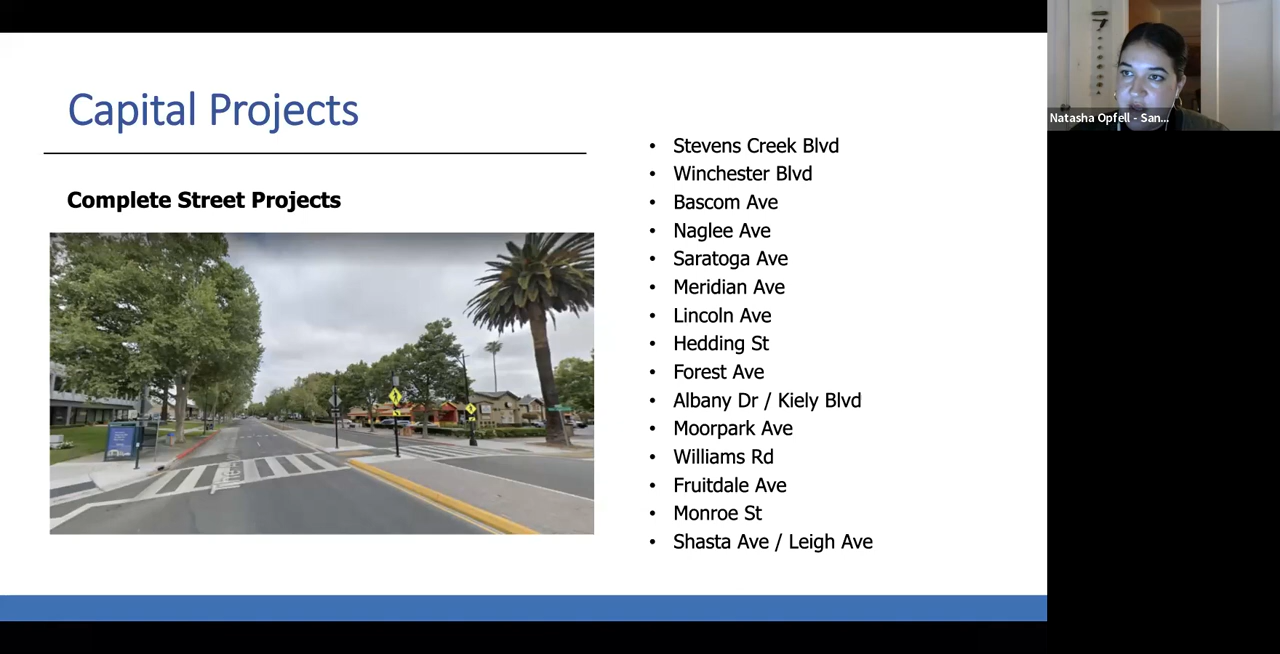 Capital Projects
Complete Street Projects
• Stevens Creek Blvd
• Winchester Blvd
• Bascom Ave
• Naglee Ave
• Saratoga Ave
• Meridian Ave
• Lincoln Ave
• Hedding St
• Forest Ave
• Albany Dr / Kiely Blvd
• Moorpark Ave
• Williams Rd
• Fruitdale Ave
• Monroe St
• Shasta Ave / Leigh Ave
Natasha Opfell - San...